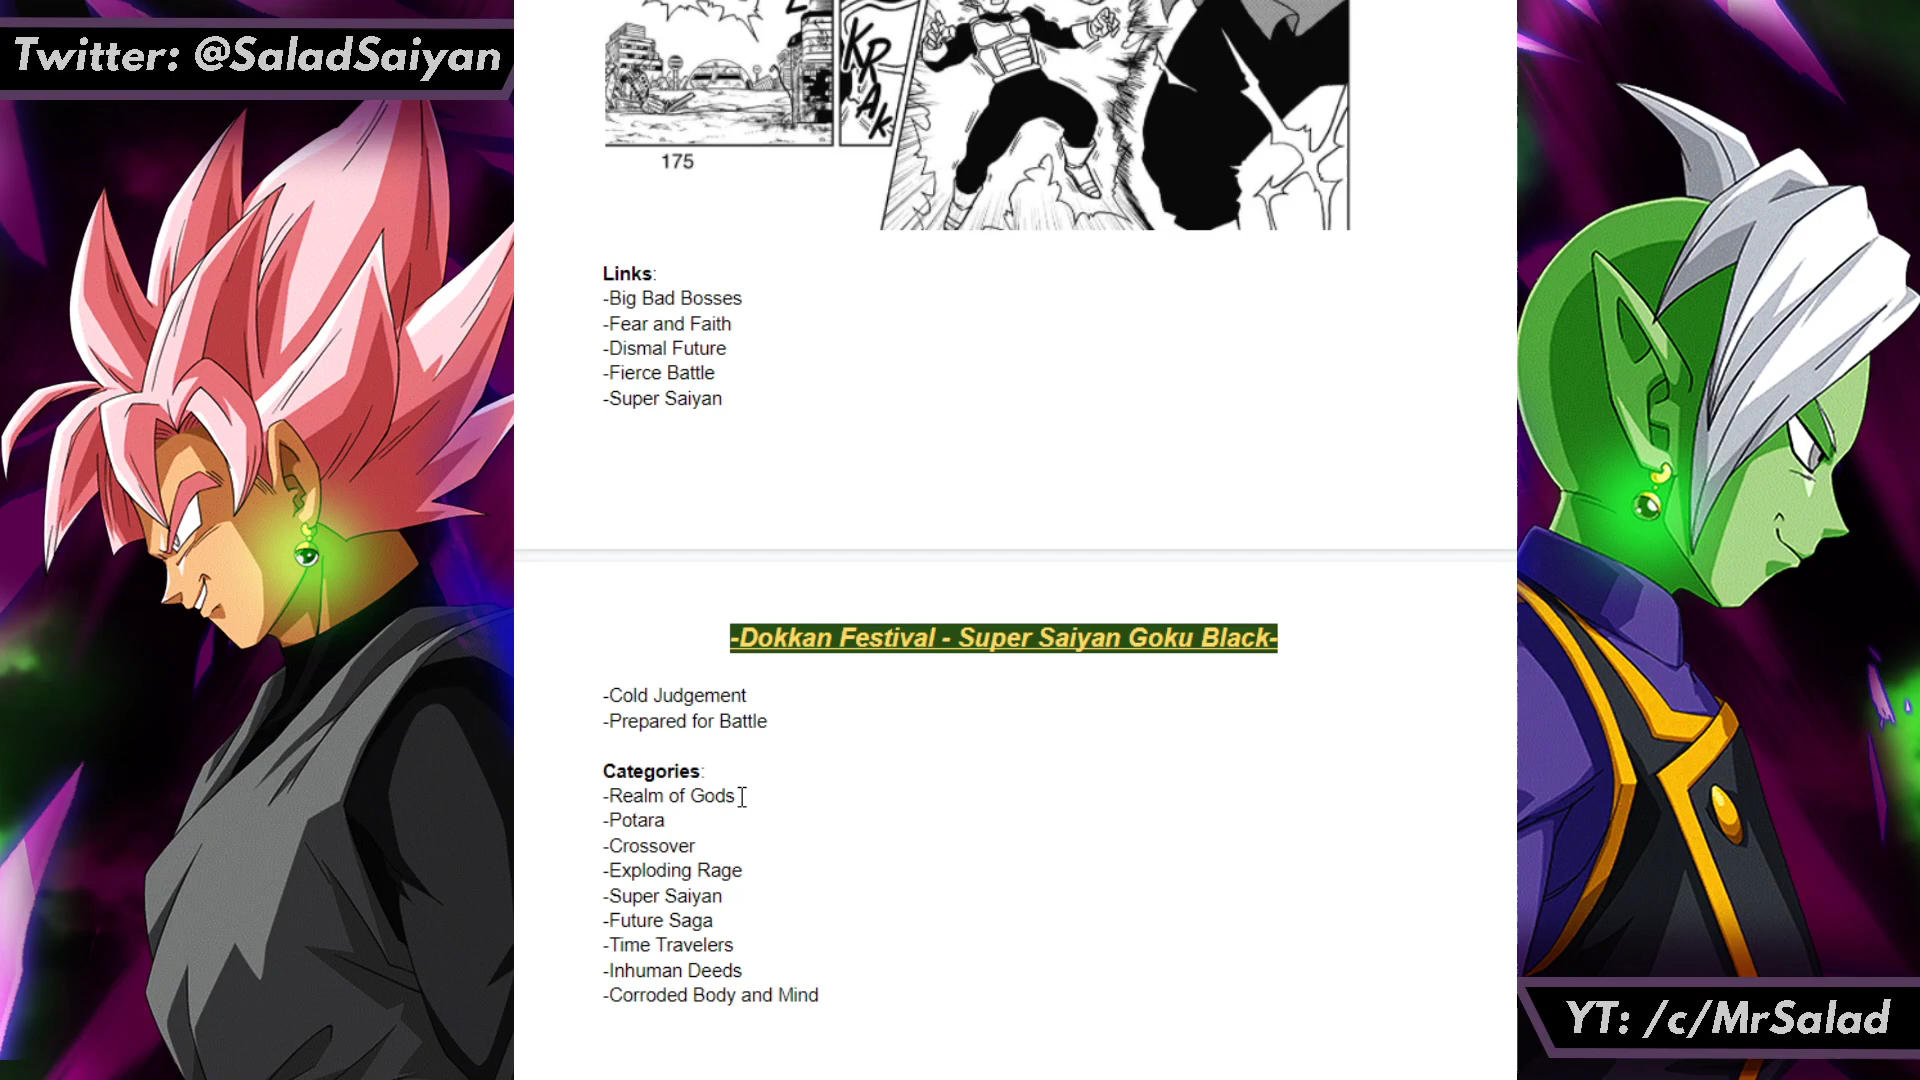 Twitter: @SaladSaiyan
KRAK
175
Links:
-Big Bad Bosses
-Fear and Faith
-Dismal Future
-Fierce Battle
-Super Saiyan
-Dokkan Festival - Super Saiyan Goku Black-
-Cold Judgement
-Prepared for Battle
Categories:
-Realm of Gods
-Potara
-Crossover
-Exploding Rage
-Super Saiyan
-Future Saga
-Time Travelers
-Inhuman Deeds
-Corroded Body and Mind
YT: /c/MrSalad